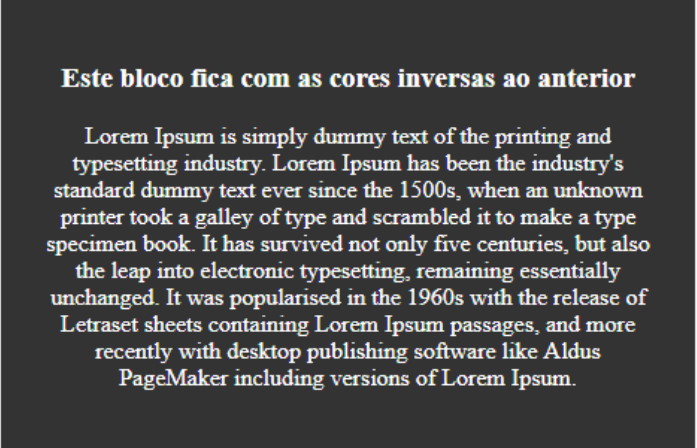 Este bloco fica com as cores inversas ao anterior
Lorem Ipsum is simply dummy text of the printing and
typesetting industry. Lorem Ipsum has been the industry's
standard dummy text ever since the 1500s, when an unknown
printer took a galley of type and scrambled it to make a type
specimen book. It has survived not only five centuries, but also
the leap into electronic typesetting, remaining essentially
unchanged. It was popularised in the 1960s with the release of
Letraset sheets containing Lorem Ipsum passages, and more
recently with desktop publishing software like Aldus
PageMaker including versions of Lorem Ipsum.